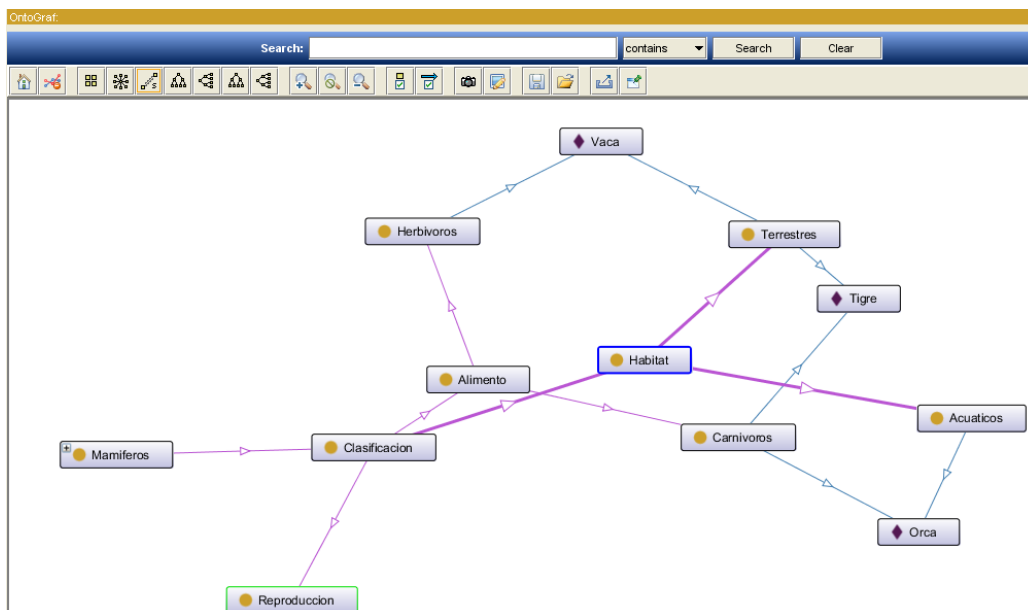 OntoGraf:
Search: contains Search Clear
Vaca
Herbivoros
Terrestres
Tigre
Habitat
Alimento
Acuaticos
Carnivoros
Clasificacion
Mamiferos
Orca
Reproduccion